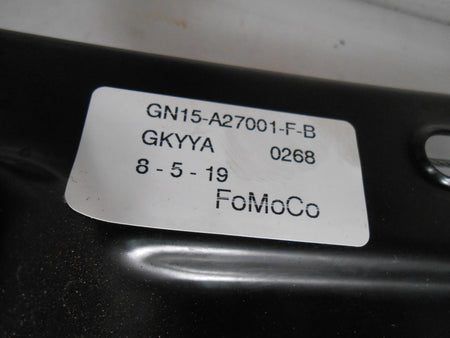 GN15-A27001-F-B
GKYYA 0268
8 - 5 - 19
FoMoCo